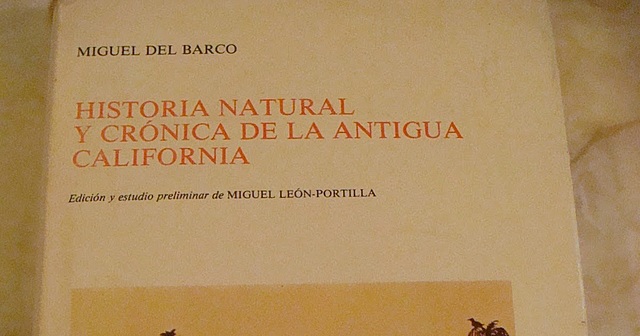 MIGUEL DEL BARCO
HISTORIA NATURAL
Y CRÓNICA DE LA ANTIGUA
CALIFORNIA
Edición y estudio preliminar de MIGUEL LEÓN-PORTILLA